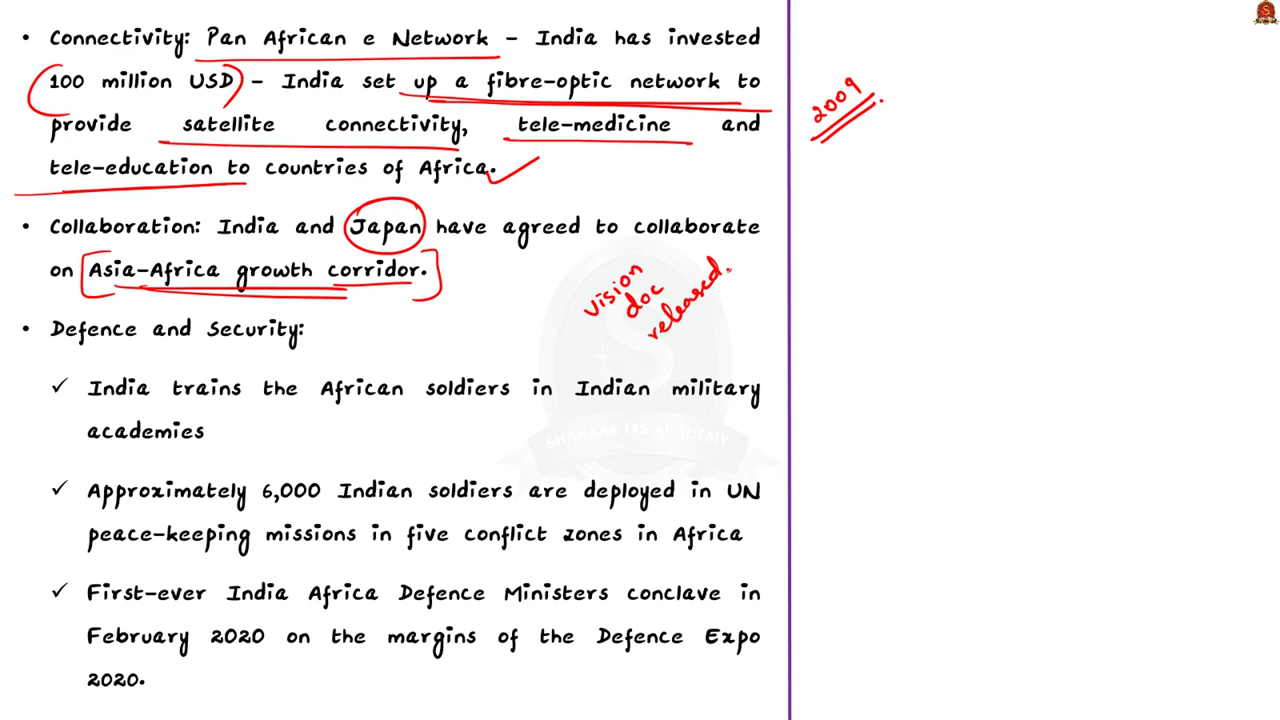 • Connectivity: Pan African e Network – India has invested
100 million USD – India set up a fibre-optic network to
provide satellite connectivity, tele-medicine and
tele-education to countries of Africa.
2009
• Collaboration: India and Japan have agreed to collaborate
on Asia-Africa growth corridor.
vision
doc
released.
• Defence and Security:
✓ India trains the African soldiers in Indian military
academies
SHANKAR IAS ACADEMY
✓ Approximately 6,000 Indian soldiers are deployed in UN
peace-keeping missions in five conflict zones in Africa
✓ First-ever India Africa Defence Ministers conclave in
February 2020 on the margins of the Defence Expo
2020.